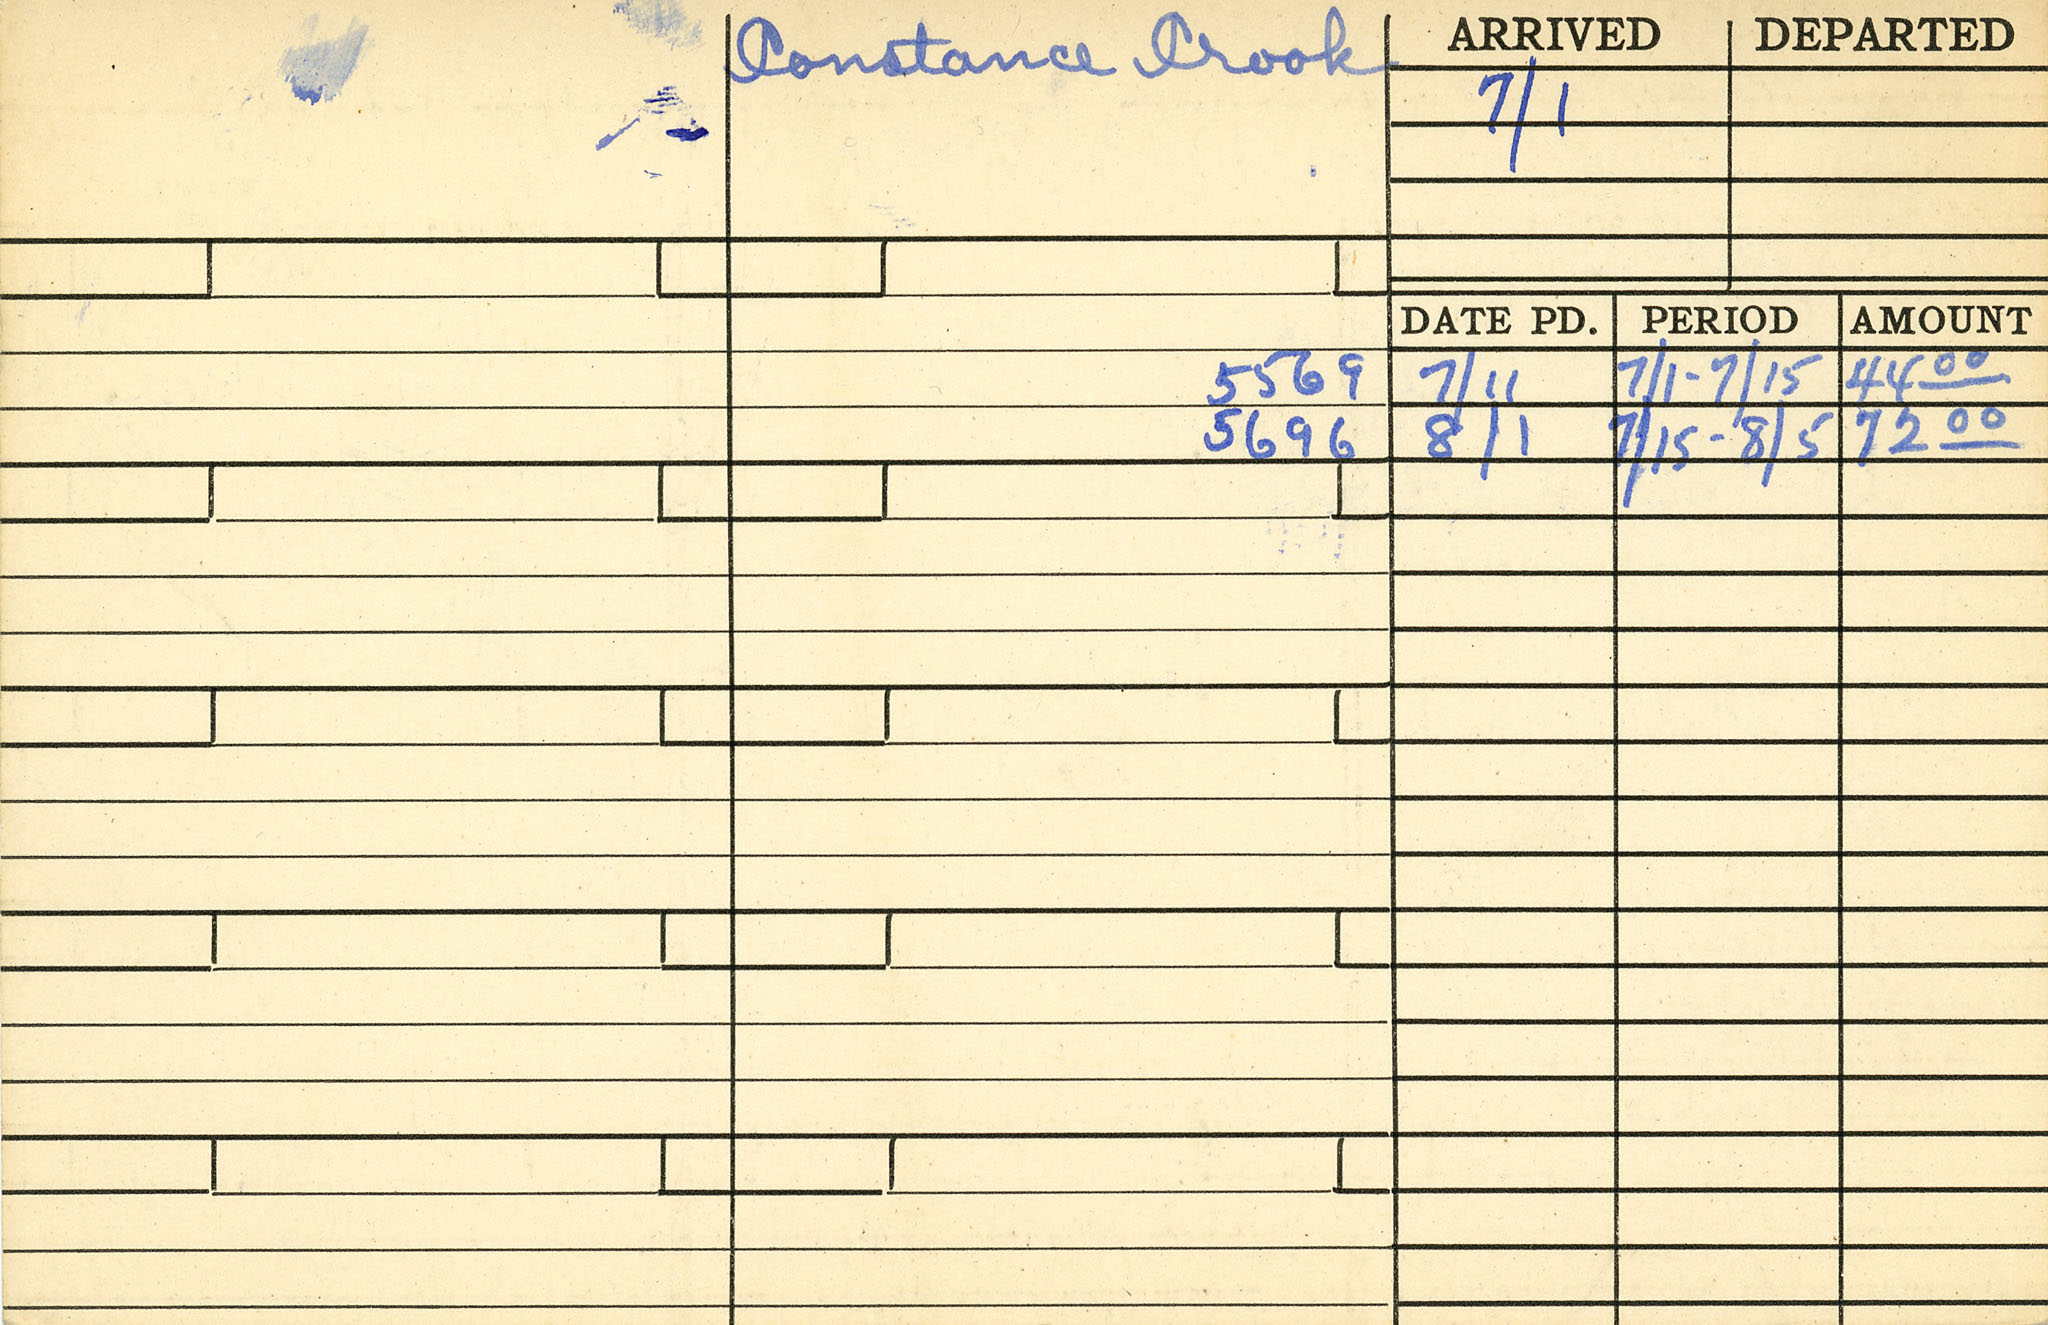 Constance Crook
ARRIVED DEPARTED
7/1
DATE PD. PERIOD AMOUNT
5569 7/11 7/1-7/15 44 00
5696 8/1 7/15-8/5 72 00